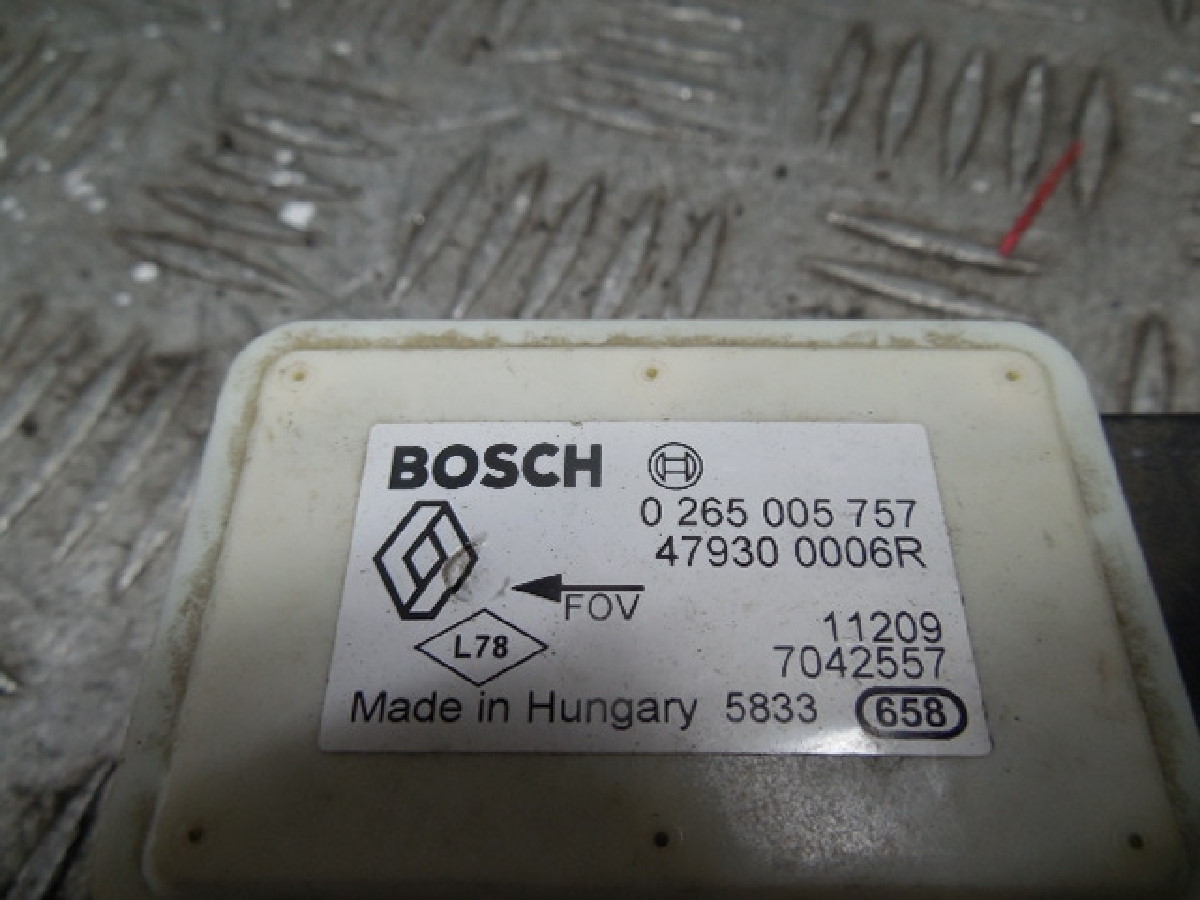 BOSCH
0 265 005 757
47930 0006R
FOV
11209
L78
7042557
Made in Hungary 5833 658